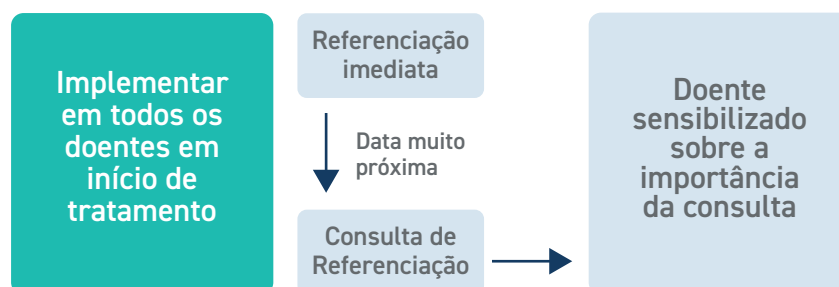 Implementar
em todos os
doentes em
início de
tratamento
Referenciação
imediata
Data muito
próxima
Consulta de
Referenciação
Doente
sensibilizado
sobre a
importância
da consulta